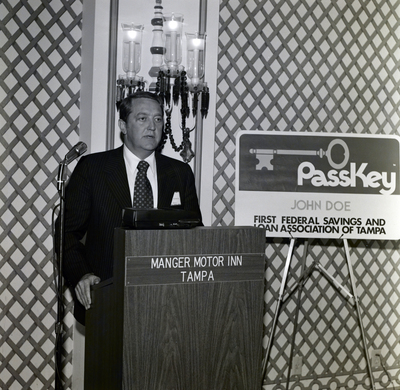 PASSKEY
JOHN DOE
FIRST FEDERAL SAVINGS AND
LOAN ASSOCIATION OF TAMPA
MANGER MOTOR INN
TAMPA